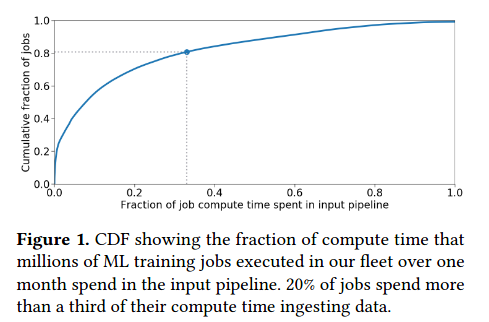 1.0
0.8
0.6
0.4
0.2
0.0
Cumulative fraction of jobs
0.0 0.2 0.4 0.6 0.8 1.0
Fraction of job compute time spent in input pipeline
Figure 1. CDF showing the fraction of compute time that
millions of ML training jobs executed in our fleet over one
month spend in the input pipeline. 20% of jobs spend more
than a third of their compute time ingesting data.